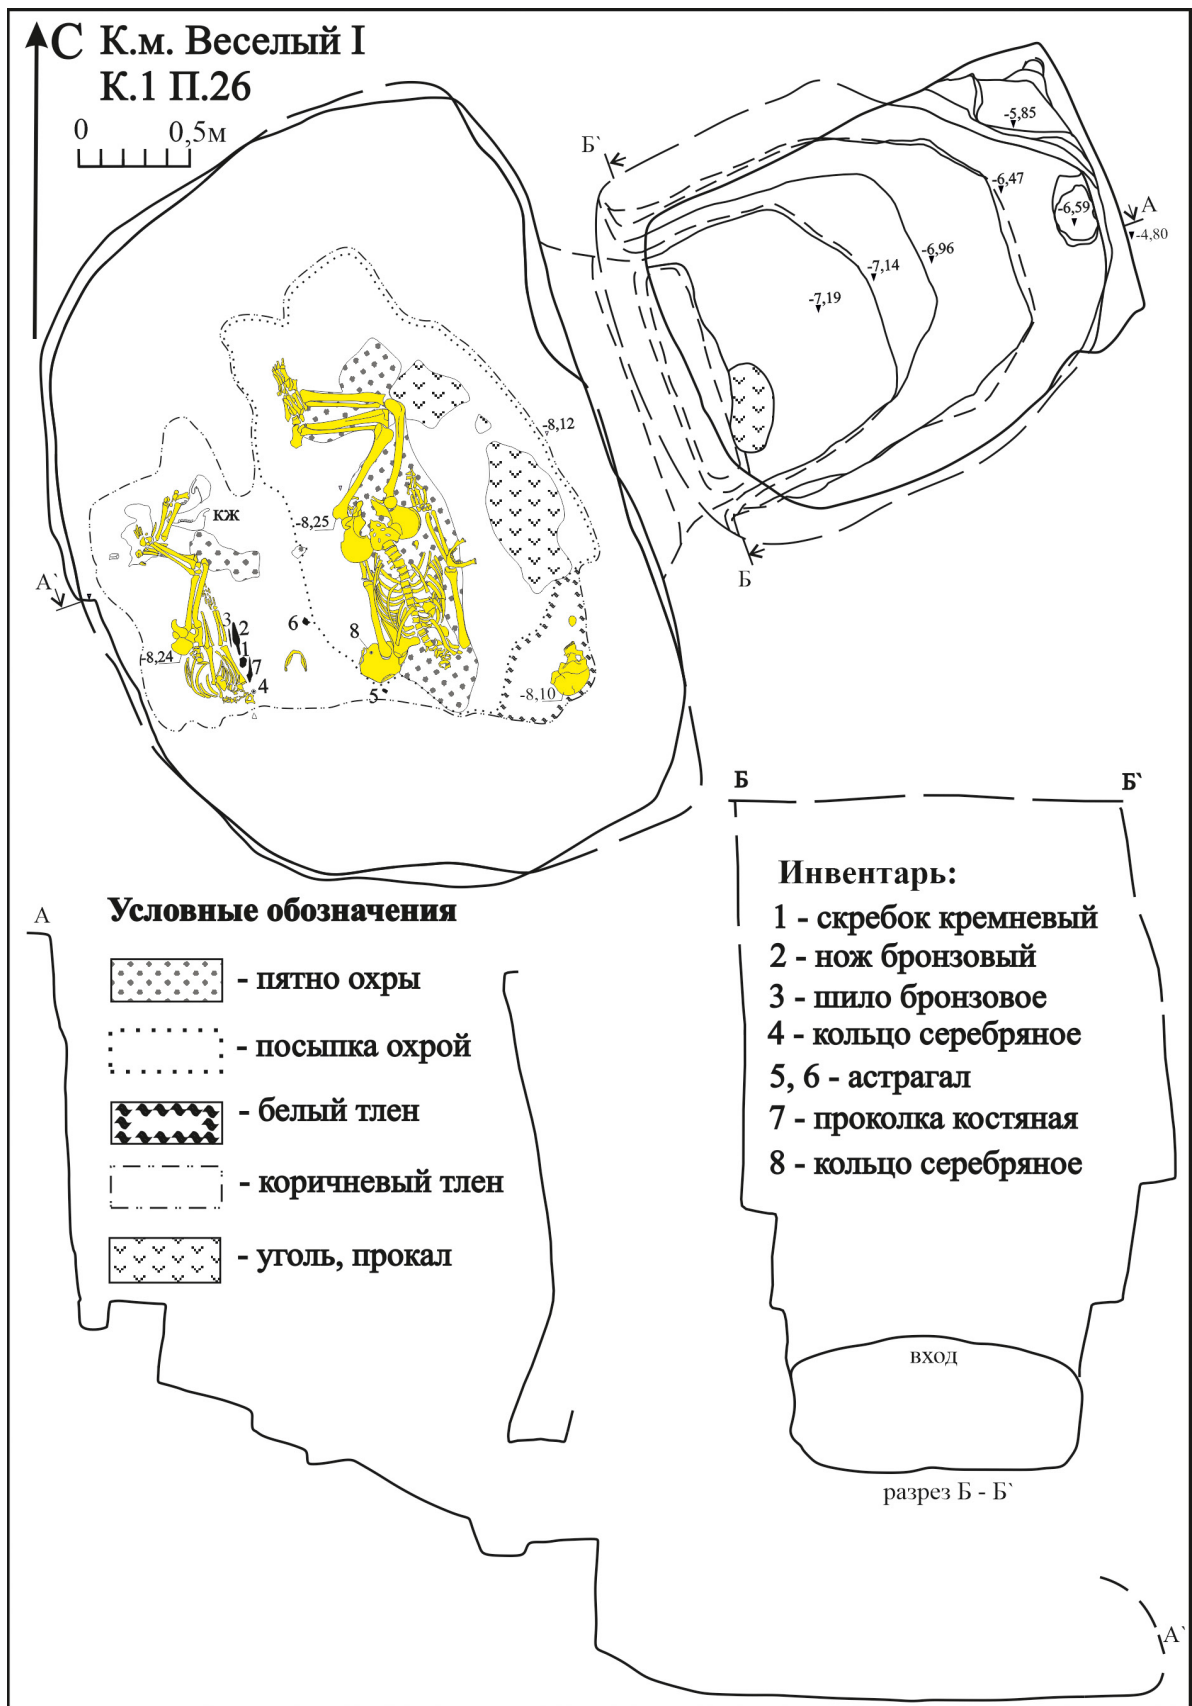 С К.м. Веселый I
К.1 П.26
0 0,5м
Б`
-5,85
-6,47
-6,59
А
-4,80
-6,96
-7,14
-7,19
-8,12
Б
кж
-8,25
А`
6
8
3
2
1
7
-8,24
4
5
-8,10
Б Б`
Инвентарь:
1 - скребок кремневый
2 - нож бронзовый
3 - шило бронзовое
4 - кольцо серебряное
5, 6 - астрагал
7 - проколка костяная
8 - кольцо серебряное
А
Условные обозначения
- пятно охры
- посыпка охрой
- белый тлен
- коричневый тлен
- уголь, прокал
вход
разрез Б - Б`
А`